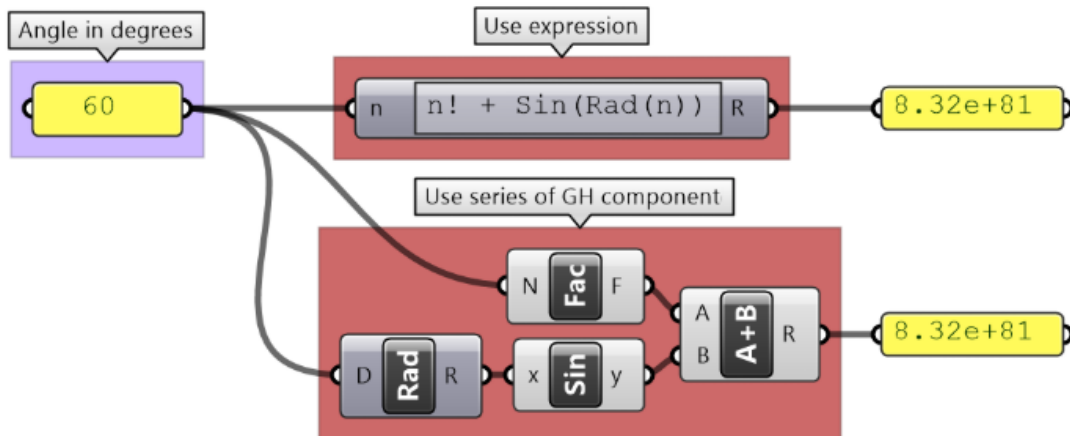 Angle in degrees
Use expression
60
n
n! + Sin(Rad(n))
R
8.32e+81
Use series of GH component
N
Fac
F
A
B
A+B
R
8.32e+81
D
Rad
R
x
Sin
y